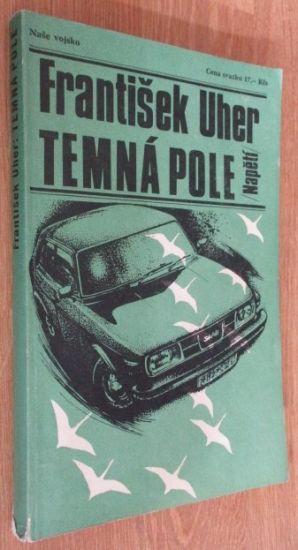 Naše vojsko
Cena svazku 17,– Kčs
František Uher
TEMNÁ POLE
/Napětí/
František Uher: TEMNÁ POLE